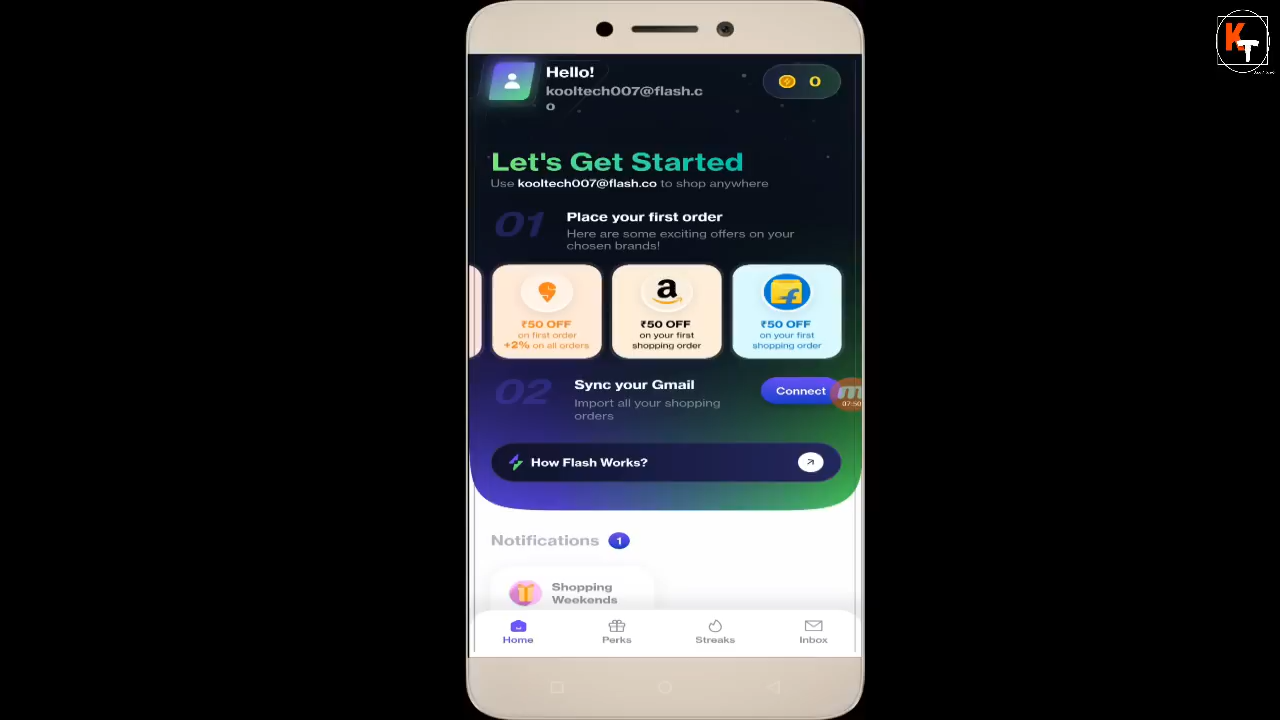 KT
Hello!
kooltech007@flash.c
o
0
Let's Get Started
Use kooltech007@flash.co to shop anywhere
01
Place your first order
Here are some exciting offers on your
chosen brands!
₹50 OFF
on first order
+2% on all orders
a
₹50 OFF
on your first
shopping order
f
₹50 OFF
on your first
shopping order
02
Sync your Gmail
Import all your shopping
orders
Connect
07:50
How Flash Works?
Notifications 1
Shopping
Weekends
Home
Perks
Streaks
Inbox